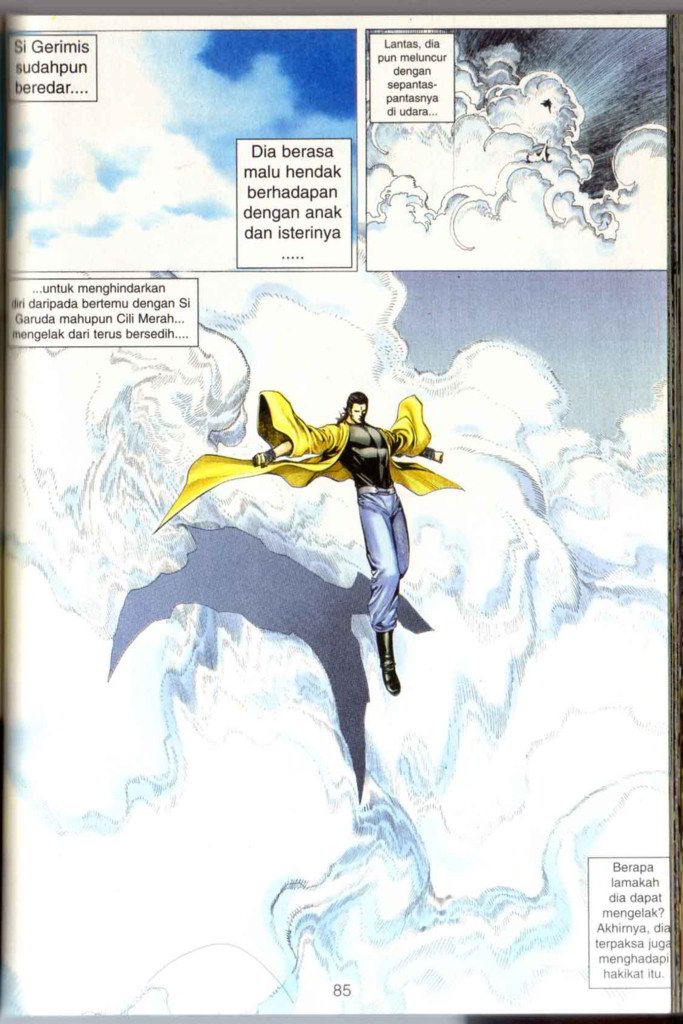 Si Gerimis
sudahpun
beredar....
Dia berasa
malu hendak
berhadapan
dengan anak
dan isterinya
.....
Lantas, dia
pun meluncur
dengan
sepantas-
pantasnya
di udara...
...untuk menghindarkan
diri daripada bertemu dengan Si
Garuda mahupun Cili Merah...
mengelak dari terus bersedih....
Berapa
lamakah
dia dapat
mengelak?
Akhirnya, dia
terpaksa juga
menghadapi
hakikat itu.
85